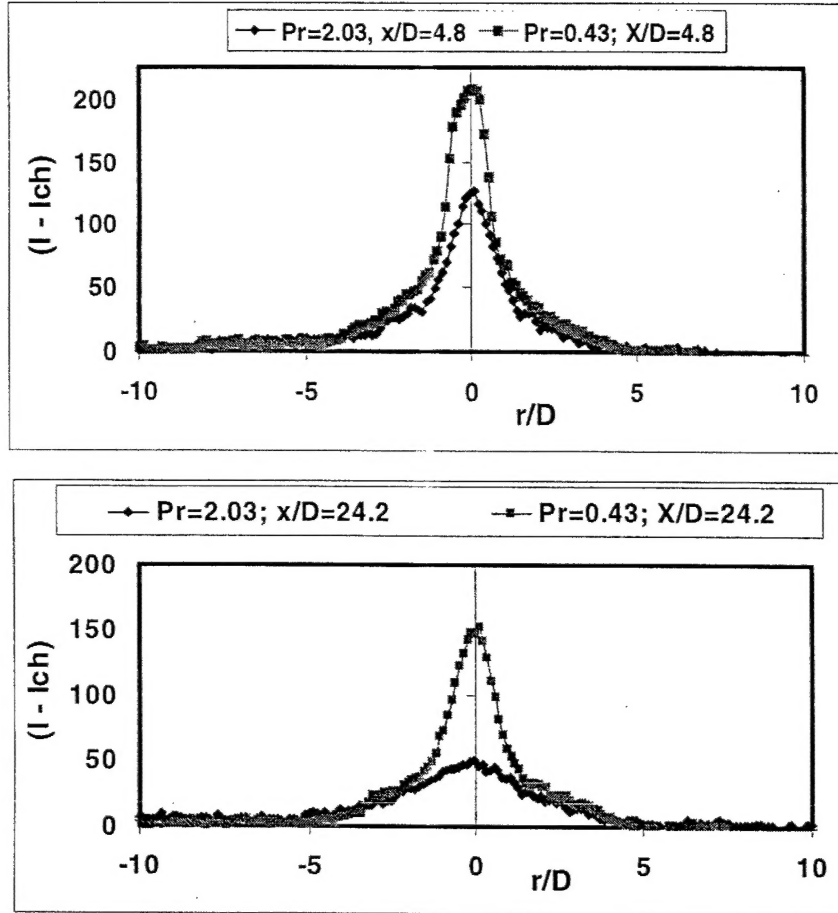 Pr=2.03, x/D=4.8 Pr=0.43; X/D=4.8
200
150
100
50
0
(I - Ich)
-10 -5 0 5 10
r/D
Pr=2.03; x/D=24.2 Pr=0.43; X/D=24.2
200
150
100
50
0
(I - Ich)
-10 -5 0 5 10
r/D